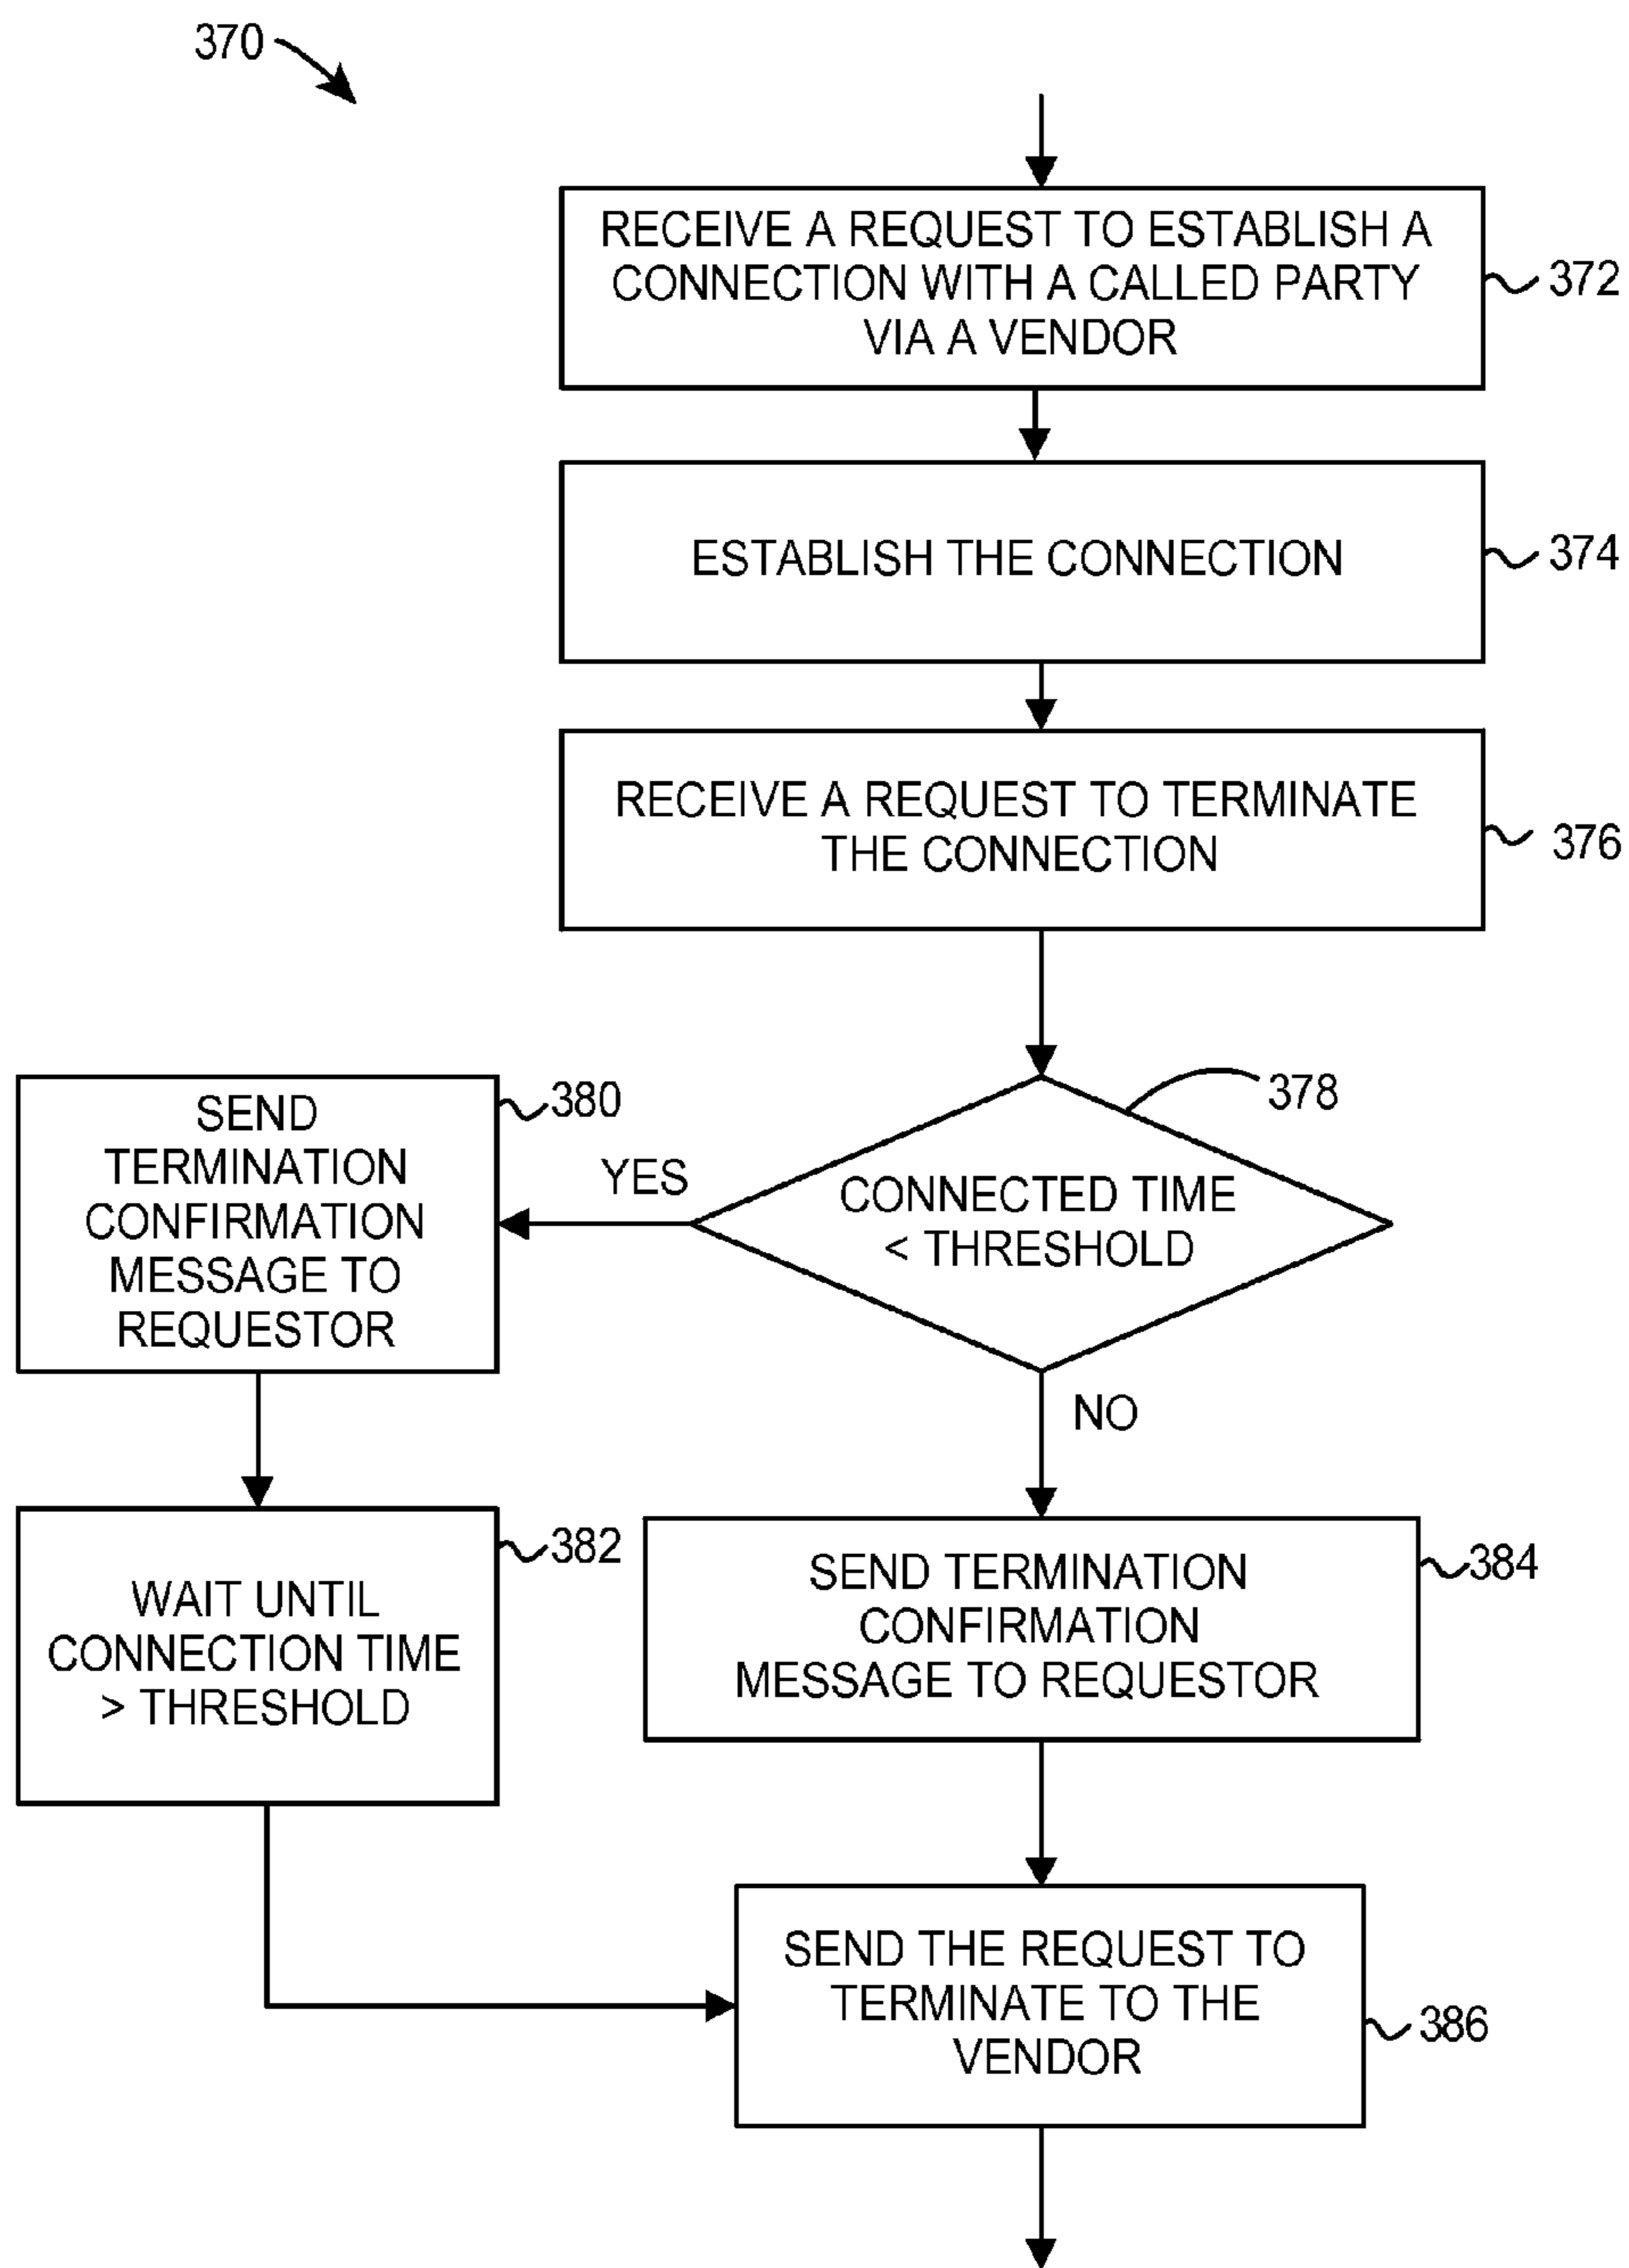 370
RECEIVE A REQUEST TO ESTABLISH A
CONNECTION WITH A CALLED PARTY
VIA A VENDOR
372
ESTABLISH THE CONNECTION
374
RECEIVE A REQUEST TO TERMINATE
THE CONNECTION
376
CONNECTED TIME
< THRESHOLD
378
YES
SEND
TERMINATION
CONFIRMATION
MESSAGE TO
REQUESTOR
380
NO
WAIT UNTIL
CONNECTION TIME
> THRESHOLD
382
SEND TERMINATION
CONFIRMATION
MESSAGE TO REQUESTOR
384
SEND THE REQUEST TO
TERMINATE TO THE
VENDOR
386